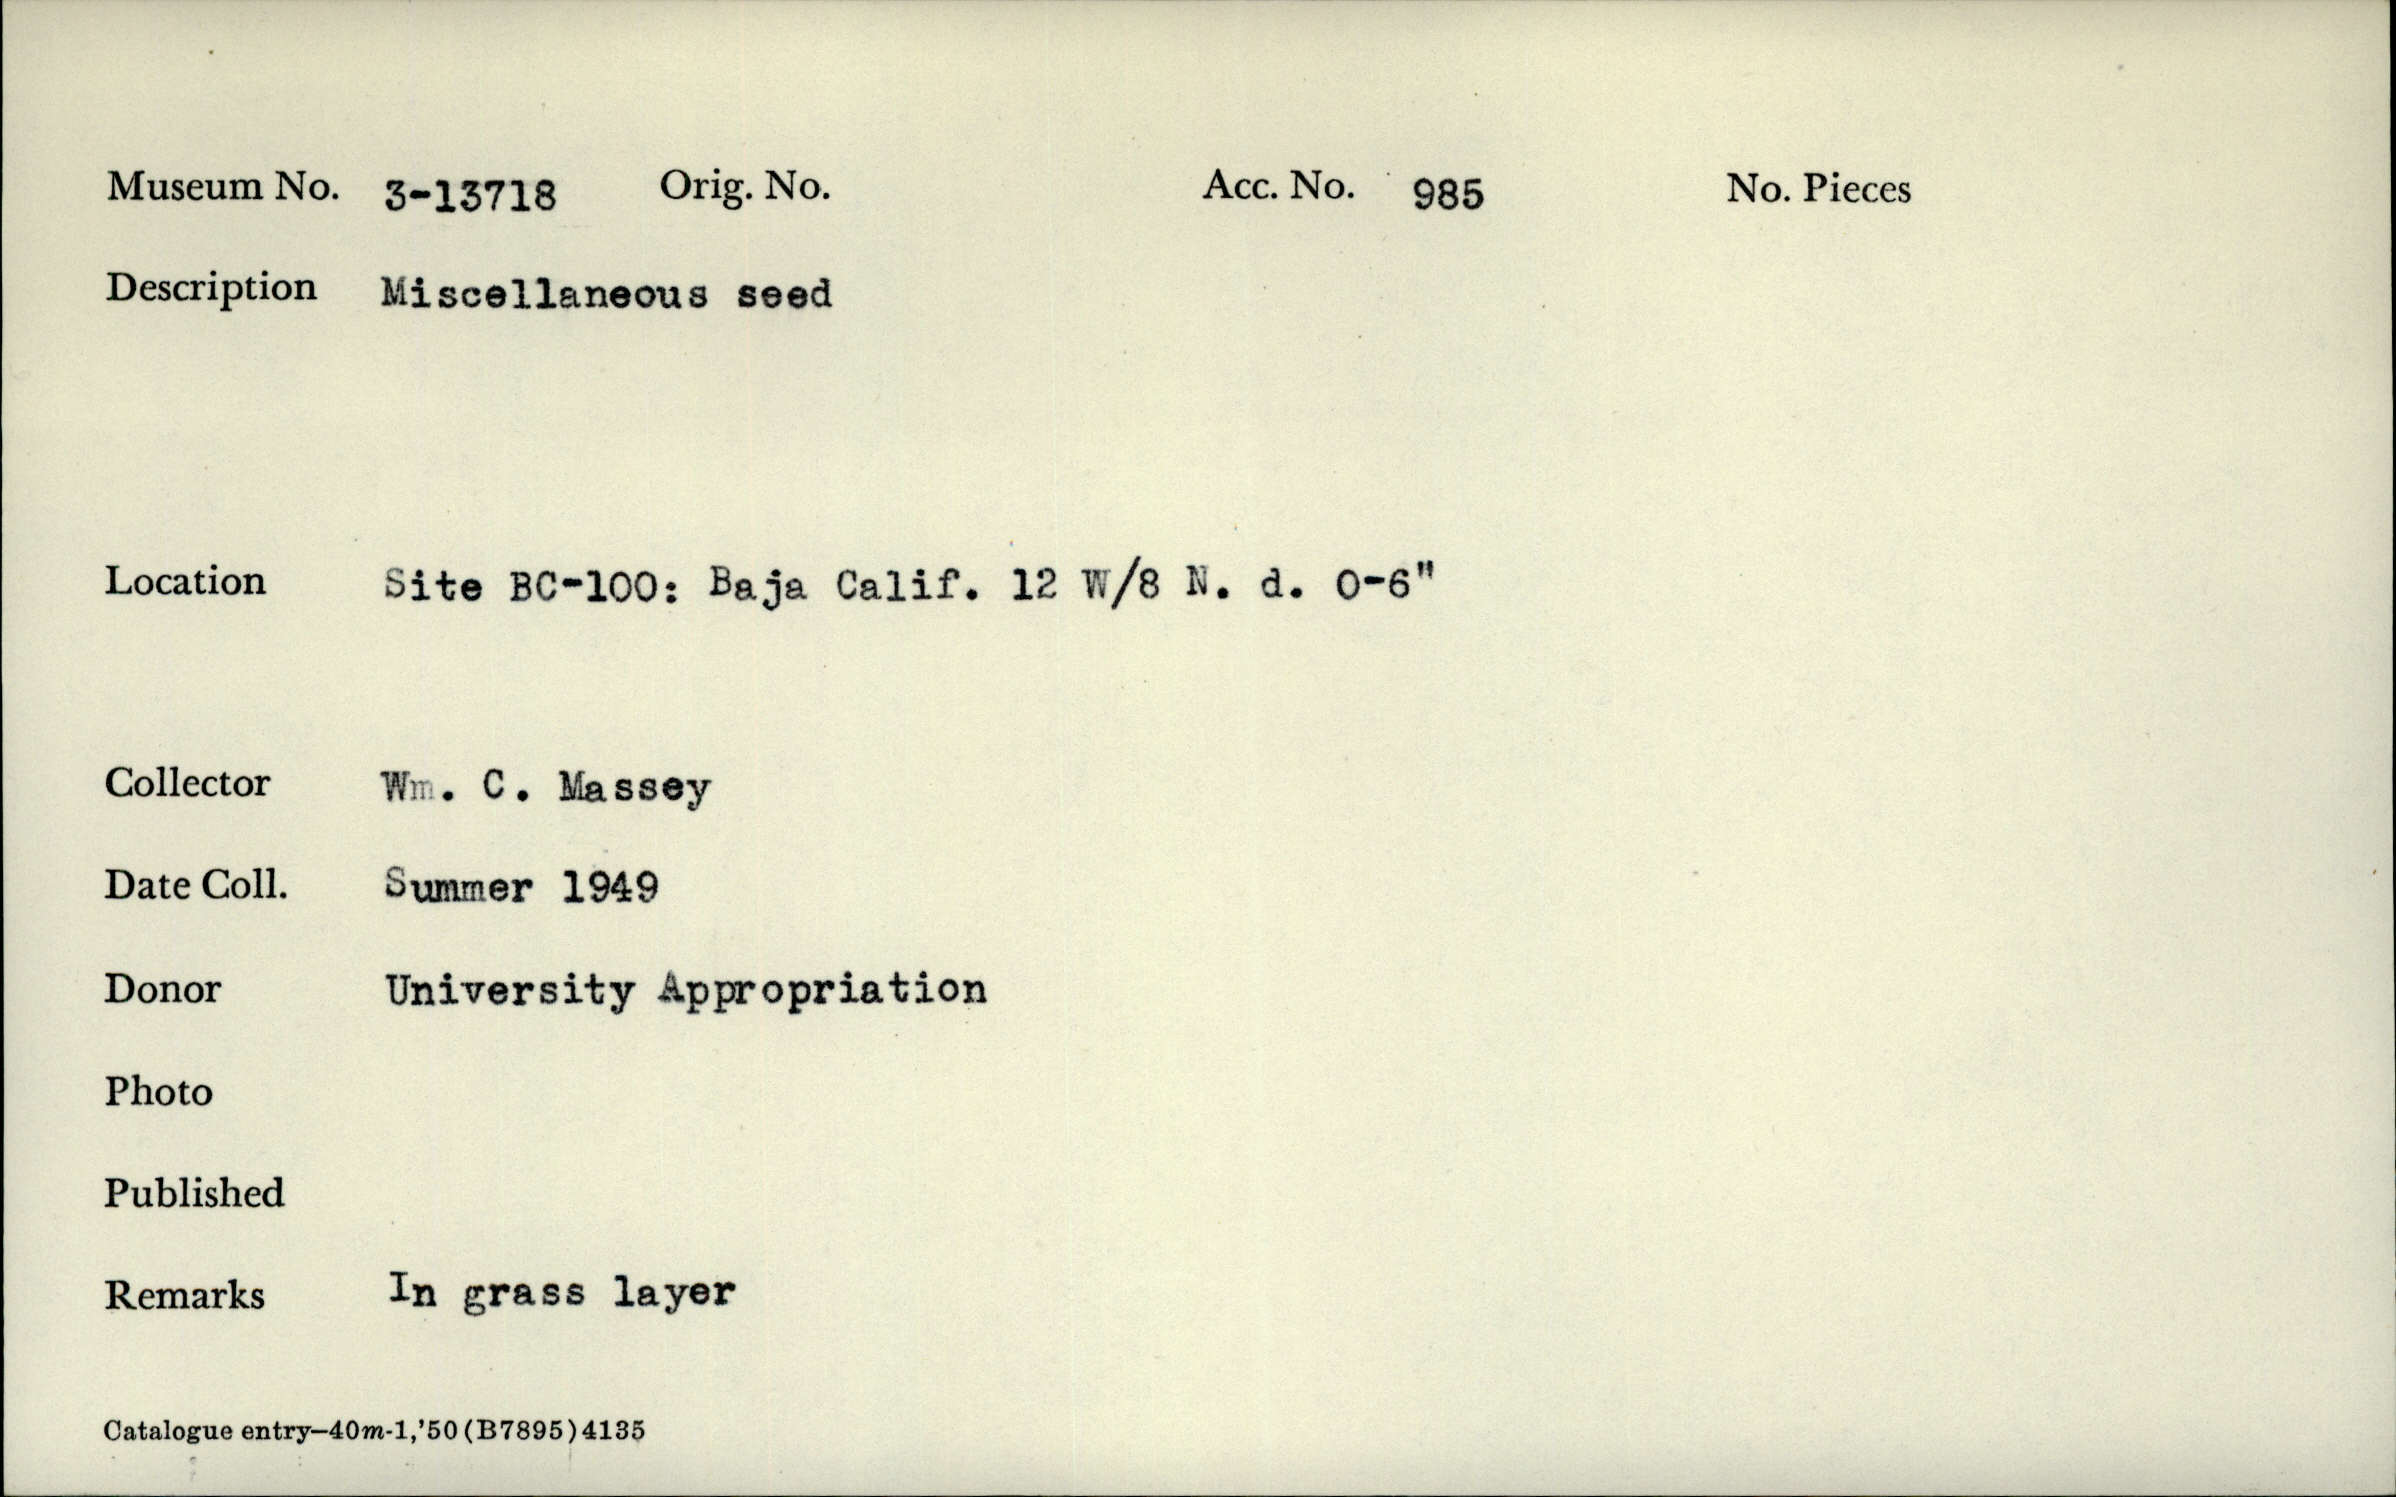 Museum No. 3-13718 Orig. No. Acc. No. 985 No. Pieces
Description Miscellaneous seed
Location Site BC-100: Baja Calif. 12 W/8 N. d. 0-6"
Collector Wm. C. Massey
Date Coll. Summer 1949
Donor University Appropriation
Photo
Published
Remarks In grass layer
Catalogue entry—40m-1,'50(B7895)4135